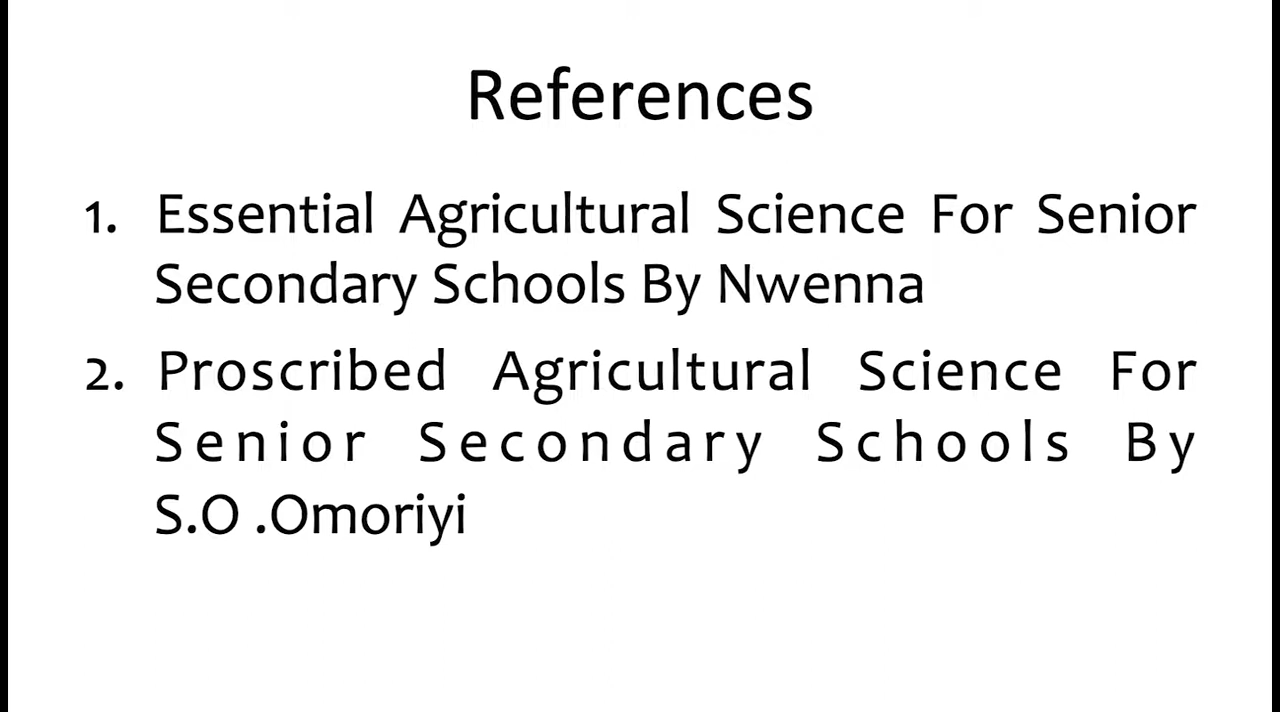 References
1. Essential Agricultural Science For Senior
Secondary Schools By Nwenna
2. Proscribed Agricultural Science For
Senior Secondary Schools By
S.O .Omoriyi